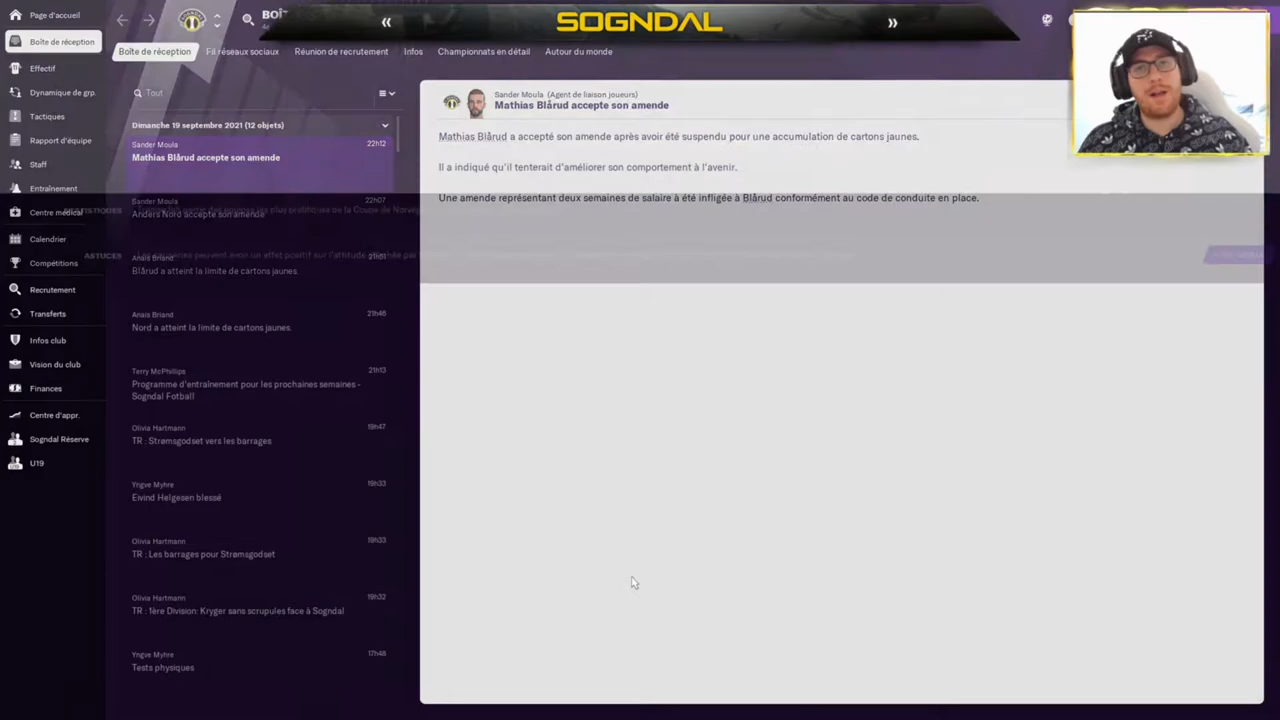 Page d'accueil
Boîte de réception
Effectif
Dynamique de grp.
Tactiques
Rapport d'équipe
Staff
Entraînement
Centre médical
Calendrier
Compétitions
Recrutement
Transferts
Infos club
Vision du club
Finances
Centre d'appr.
Sogndal Réserve
U19
«
SOGNDAL
»
Boîte de réception
Fil réseaux sociaux
Réunion de recrutement
Infos
Championnats en détail
Autour du monde
Tout
Dimanche 19 septembre 2021 (12 objets)
Sander Moula 22h12
Mathias Blårud accepte son amende
Sander Moula 22h07
Anders Nord accepte son amende
Anais Briand
Blårud a atteint la limite de cartons jaunes.
Anais Briand 21h46
Nord a atteint la limite de cartons jaunes.
Terry McPhillips 21h13
Programme d'entraînement pour les prochaines semaines -
Sogndal Fotball
Olivia Hartmann 19h47
TR : Strømsgodset vers les barrages
Yngve Myhre 19h33
Eivind Helgesen blessé
Olivia Hartmann 19h33
TR : Les barrages pour Strømsgodset
Olivia Hartmann 19h32
TR : 1ère Division: Kryger sans scrupules face à Sogndal
Yngve Myhre 17h48
Tests physiques
Sander Moula (Agent de liaison joueurs)
Mathias Blårud accepte son amende
Mathias Blårud a accepté son amende après avoir été suspendu pour une accumulation de cartons jaunes.
Il a indiqué qu'il tenterait d'améliorer son comportement à l'avenir.
Une amende représentant deux semaines de salaire à été infligée à Blårud conformément au code de conduite en place.
ASTUCES